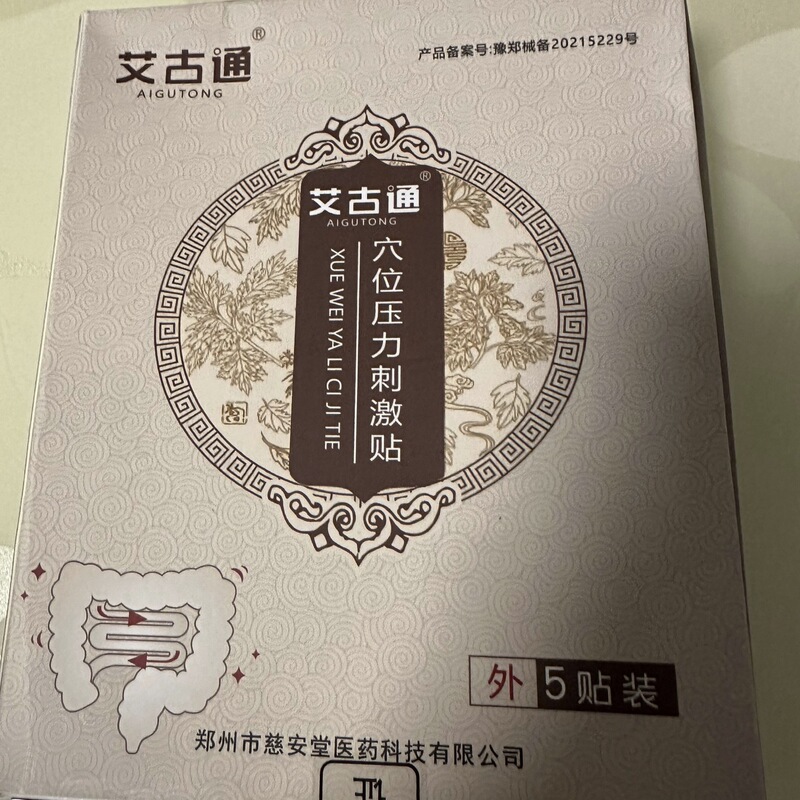 艾古通®
AIGUTONG
产品备案号:豫郑械备20215229号
艾古通®
AIGUTONG
穴位压力刺激贴
XUE WEI YA LI CI JI TIE
外 5贴装
郑州市慈安堂医药科技有限公司